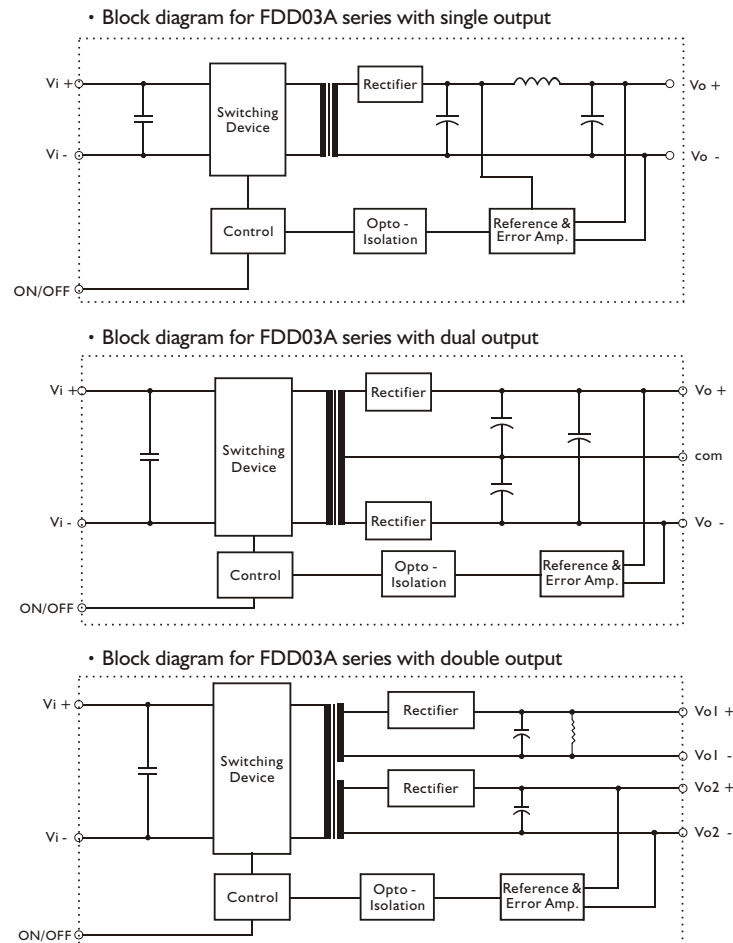 • Block diagram for FDD03A series with single output
Vi +
Switching
Device
Rectifier
Vo +
Vi -
Vo -
Control
Opto -
Isolation
Reference &
Error Amp.
ON/OFF
• Block diagram for FDD03A series with dual output
Vi +
Rectifier
Vo +
Switching
Device
com
Vi -
Rectifier
Vo -
Control
Opto -
Isolation
Reference &
Error Amp.
ON/OFF
• Block diagram for FDD03A series with double output
Vi +
Rectifier
Vo1 +
Switching
Device
Vo1 -
Rectifier
Vo2 +
Vi -
Vo2 -
Control
Opto -
Isolation
Reference &
Error Amp.
ON/OFF